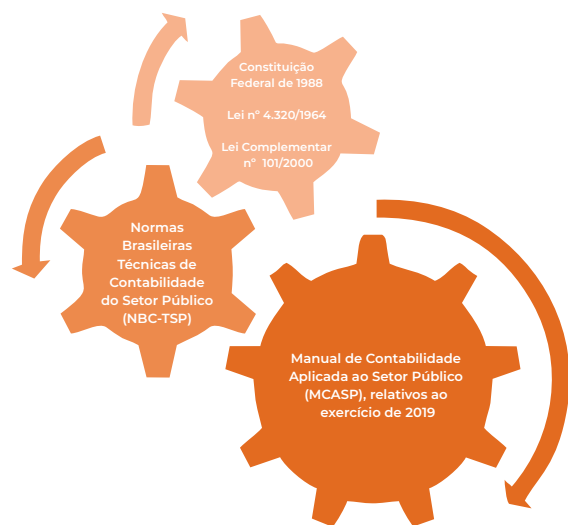 Constituição
Federal de 1988
Lei nº 4.320/1964
Lei Complementar
nº 101/2000
Normas
Brasileiras
Técnicas de
Contabilidade
do Setor Público
(NBC-TSP)
Manual de Contabilidade
Aplicada ao Setor Público
(MCASP), relativos ao
exercício de 2019